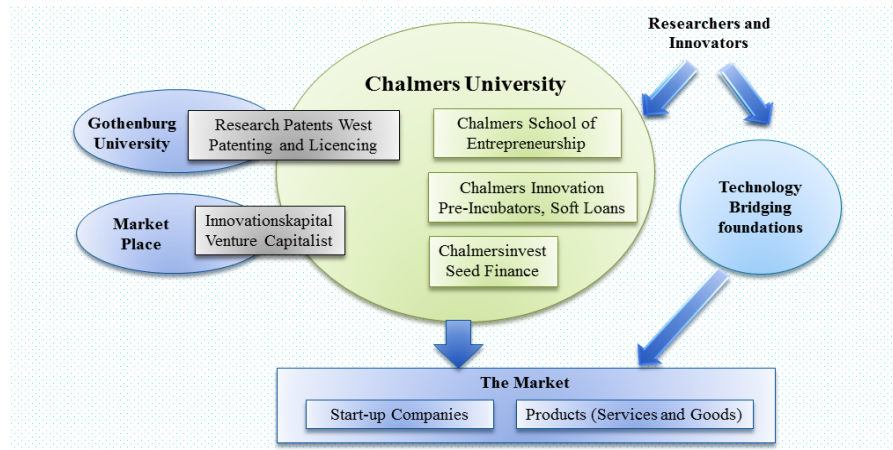 Researchers and
Innovators
Chalmers University
Gothenburg
University
Research Patents West
Patenting and Licencing
Chalmers School of
Entrepreneurship
Market
Place
Innovationskapital
Venture Capitalist
Chalmers Innovation
Pre-Incubators, Soft Loans
Chalmersinvest
Seed Finance
Technology
Bridging
foundations
The Market
Start-up Companies
Products (Services and Goods)